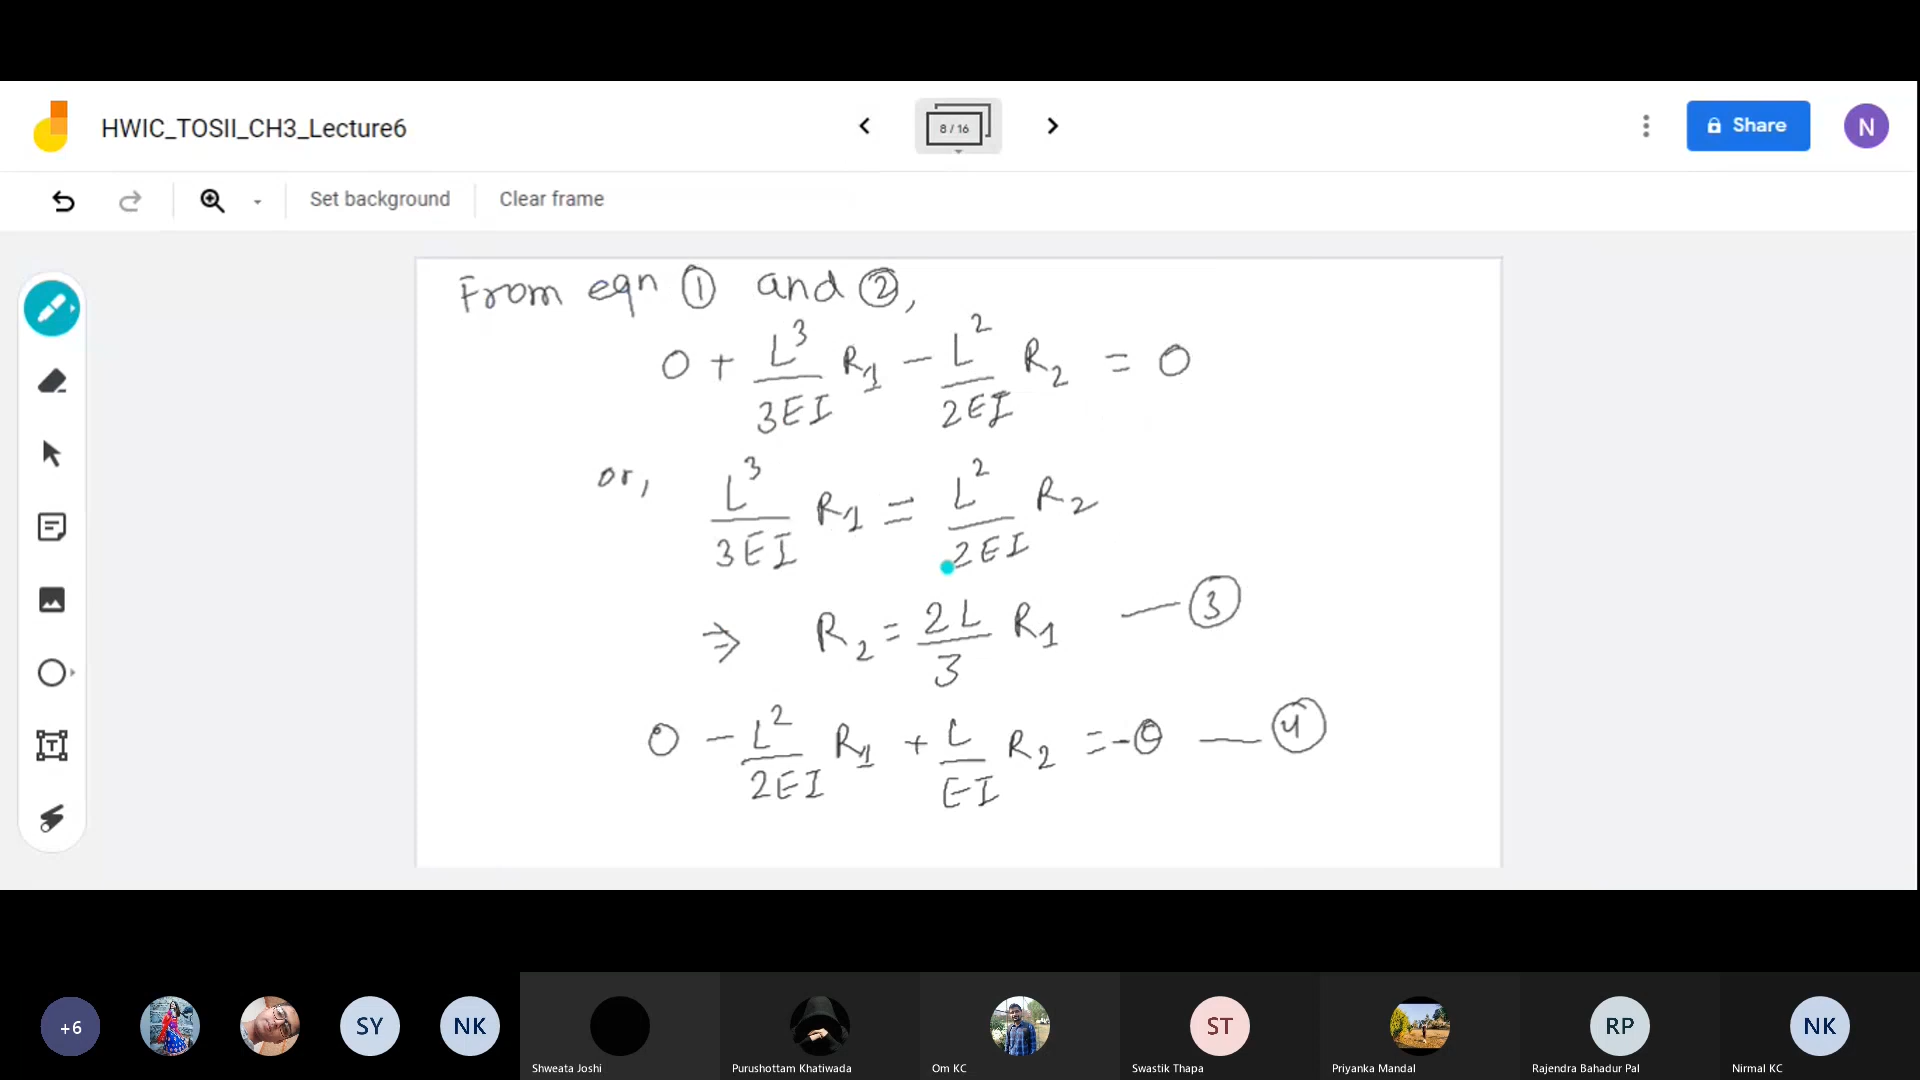 HWIC_TOSII_CH3_Lecture6
8 / 16
Share
N
Set background
Clear frame
From eqn ① and ②,
0 + L³/3EI R₁ − L²/2EI R₂ = 0
or, L³/3EI R₁ = L²/2EI R₂
⇒ R₂ = 2L/3 R₁ — ③
0 − L²/2EI R₁ + L/EI R₂ = -θ — ④
+6
SY
NK
ST
RP
NK
Shweata Joshi
Purushottam Khatiwada
Om KC
Swastik Thapa
Priyanka Mandal
Rajendra Bahadur Pal
Nirmal KC